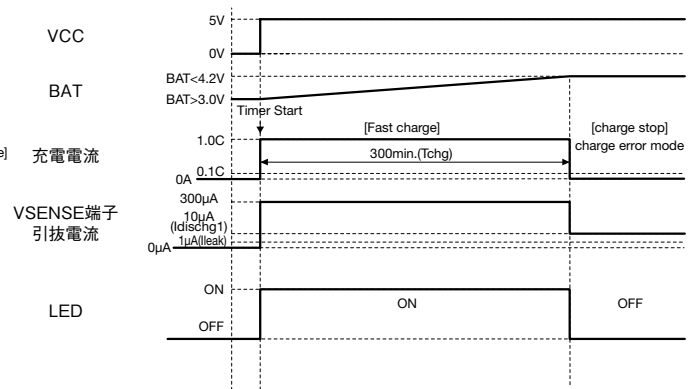 5V
VCC
0V
BAT<4.2V
BAT
BAT>3.0V
Timer Start
[Fast charge]
[charge stop]
charge error mode
1.0C
e]
充電電流
300min.(Tchg)
0.1C
0A
300μA
VSENSE端子
引抜電流
10μA
(Idischg1)
1μA(Ileak)
0μA
ON
LED
ON
OFF
OFF